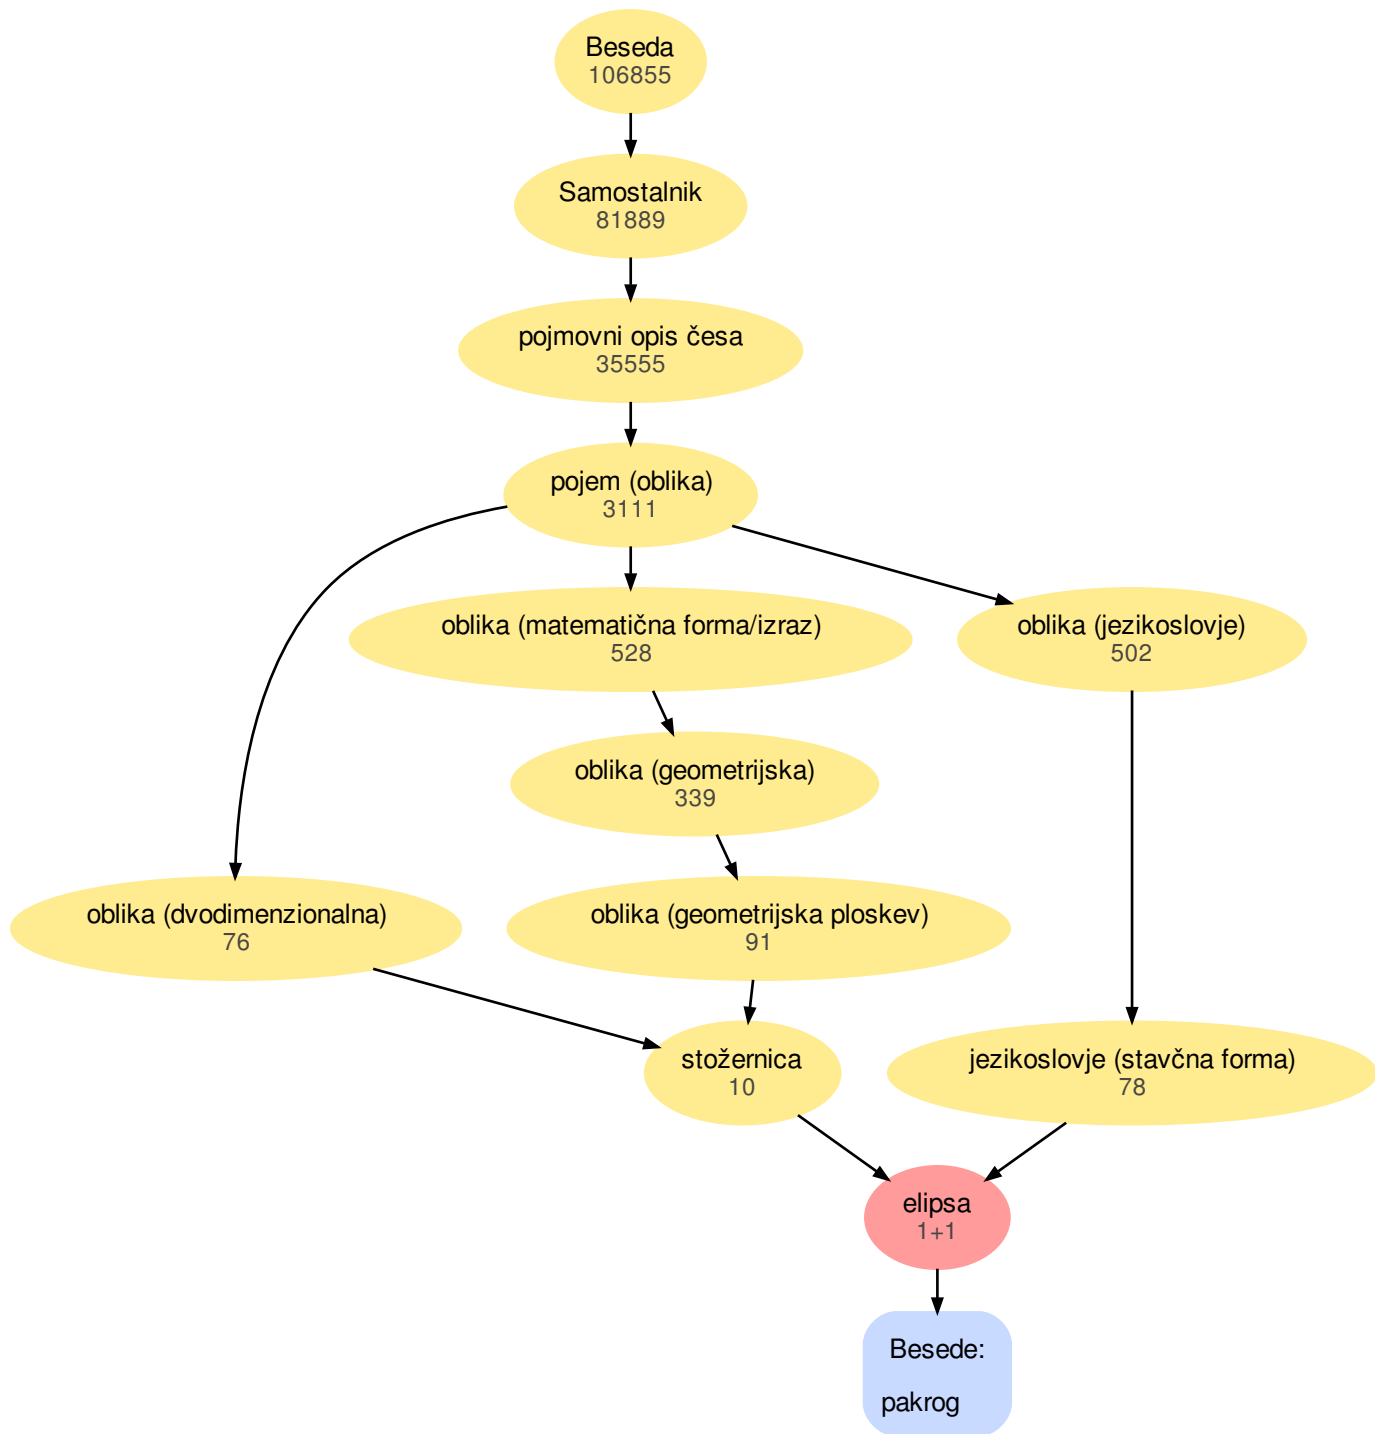 Beseda
106855
Samostalnik
81889
pojmovni opis česa
35555
pojem (oblika)
3111
oblika (matematična forma/izraz)
528
oblika (jezikoslovje)
502
oblika (geometrijska)
339
oblika (dvodimenzionalna)
76
oblika (geometrijska ploskev)
91
stožernica
10
jezikoslovje (stavčna forma)
78
elipsa
1+1
Besede:
pakrog